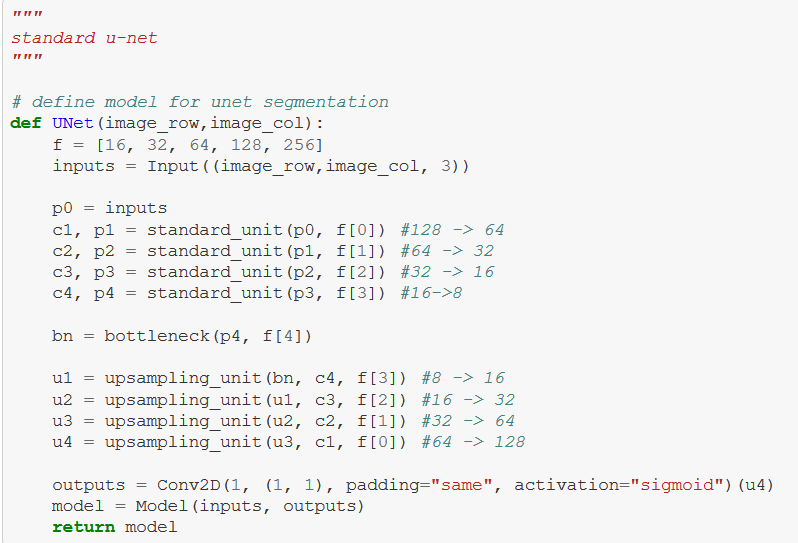 """
standard u-net
"""
# define model for unet segmentation
def UNet(image_row,image_col):
    f = [16, 32, 64, 128, 256]
    inputs = Input((image_row,image_col, 3))
    p0 = inputs
    c1, p1 = standard_unit(p0, f[0]) #128 -> 64
    c2, p2 = standard_unit(p1, f[1]) #64 -> 32
    c3, p3 = standard_unit(p2, f[2]) #32 -> 16
    c4, p4 = standard_unit(p3, f[3]) #16->8
    bn = bottleneck(p4, f[4])
    u1 = upsampling_unit(bn, c4, f[3]) #8 -> 16
    u2 = upsampling_unit(u1, c3, f[2]) #16 -> 32
    u3 = upsampling_unit(u2, c2, f[1]) #32 -> 64
    u4 = upsampling_unit(u3, c1, f[0]) #64 -> 128
    outputs = Conv2D(1, (1, 1), padding="same", activation="sigmoid")(u4)
    model = Model(inputs, outputs)
    return model